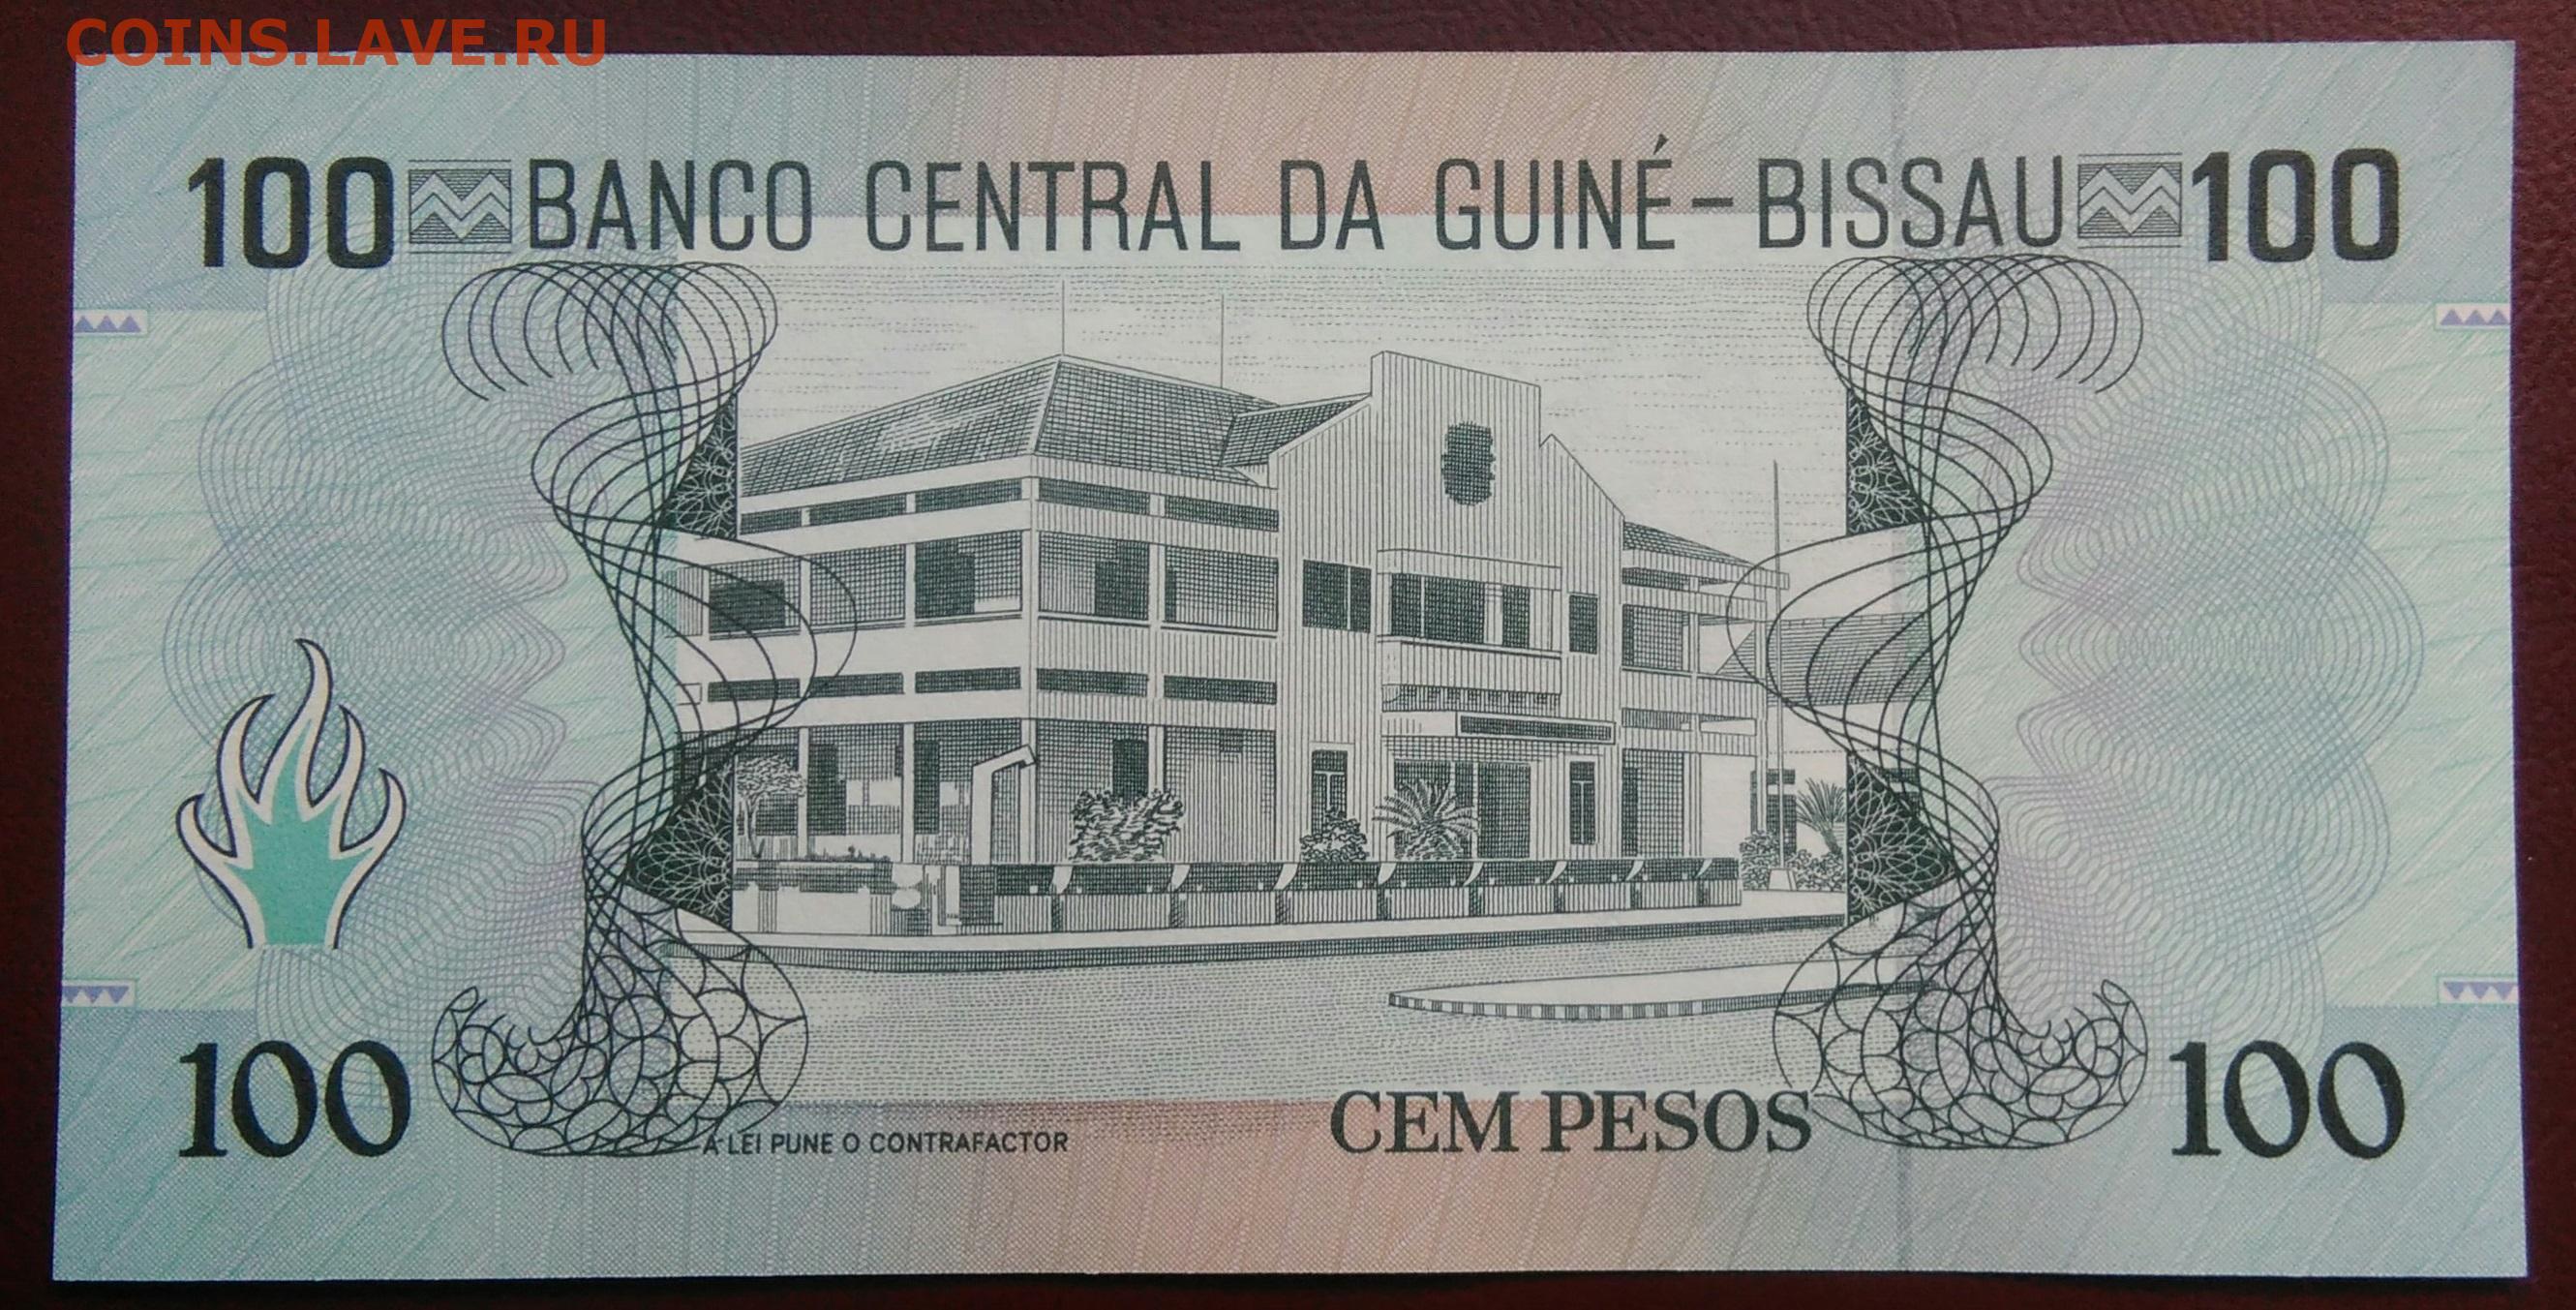 COINS.LAVE.RU
100 BANCO CENTRAL DA GUINÉ-BISSAU 100
100 A LEI PUNE O CONTRAFACTOR CEM PESOS 100